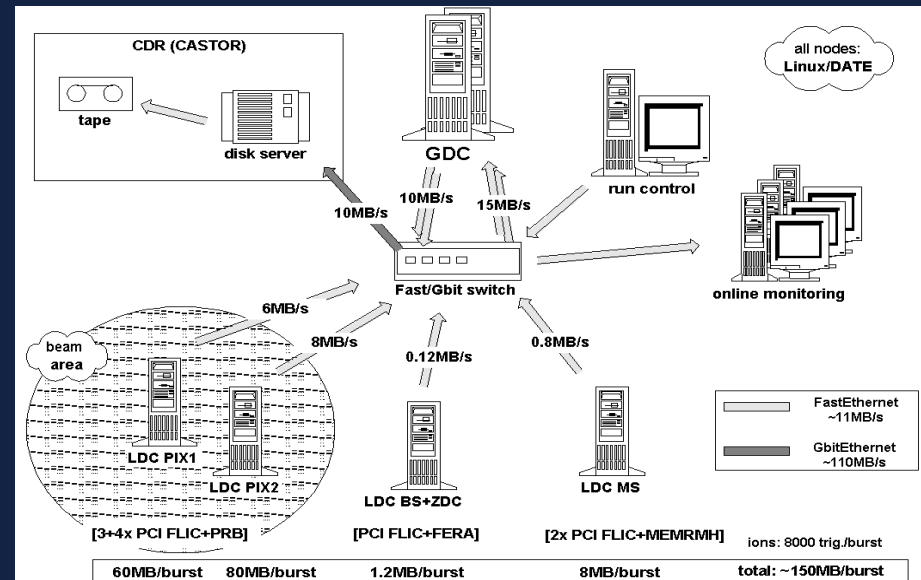 CDR (CASTOR)
tape
disk server
GDC
all nodes:
Linux/DATE
run control
10MB/s
10MB/s
15MB/s
Fast/Gbit switch
online monitoring
6MB/s
8MB/s
0.12MB/s
0.8MB/s
beam
area
LDC PIX1
LDC PIX2
LDC BS+ZDC
LDC MS
FastEthernet
~11MB/s
GbitEthernet
~110MB/s
[3+4x PCI FLIC+PRB]
[PCI FLIC+FERA]
[2x PCI FLIC+MEMRMH]
ions: 8000 trig./burst
60MB/burst 80MB/burst 1.2MB/burst 8MB/burst total: ~150MB/burst